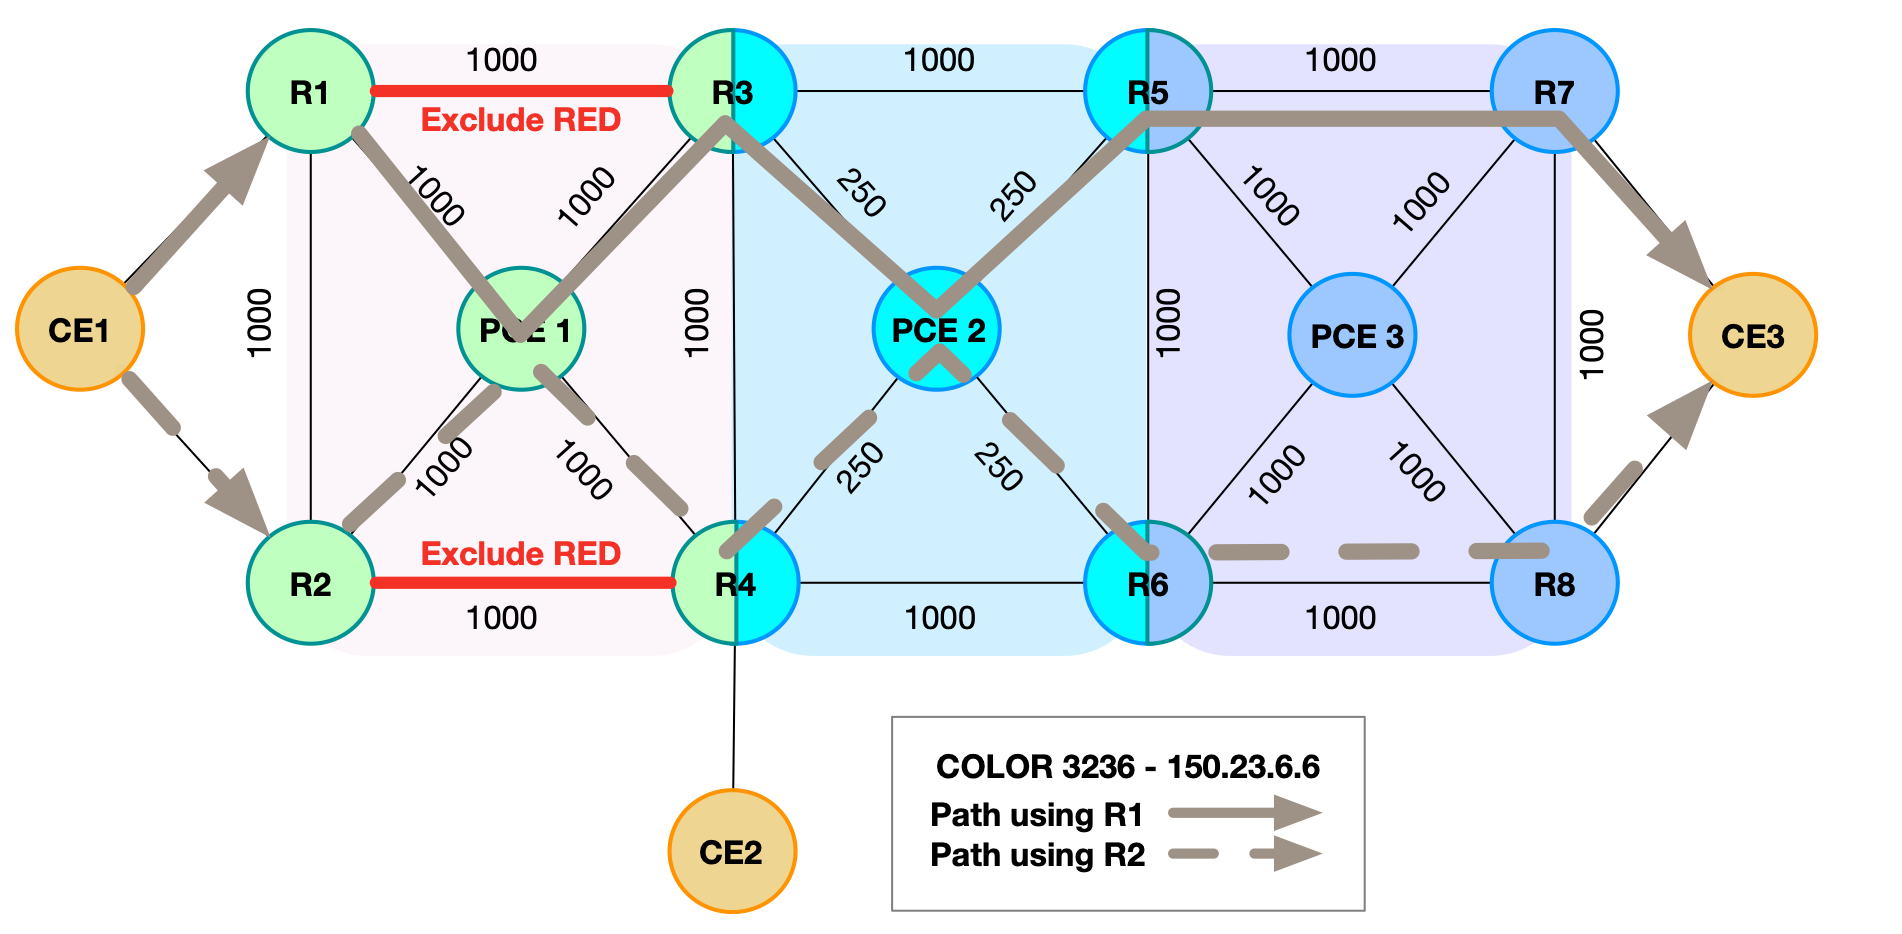 1000
1000
1000
R1
R3
R5
R7
Exclude RED
1000
1000
250
250
1000
1000
1000
1000
1000
1000
CE1
PCE 1
PCE 2
PCE 3
CE3
1000
1000
250
250
1000
1000
Exclude RED
R2
R4
R6
R8
1000
1000
1000
COLOR 3236 - 150.23.6.6
Path using R1
Path using R2
CE2